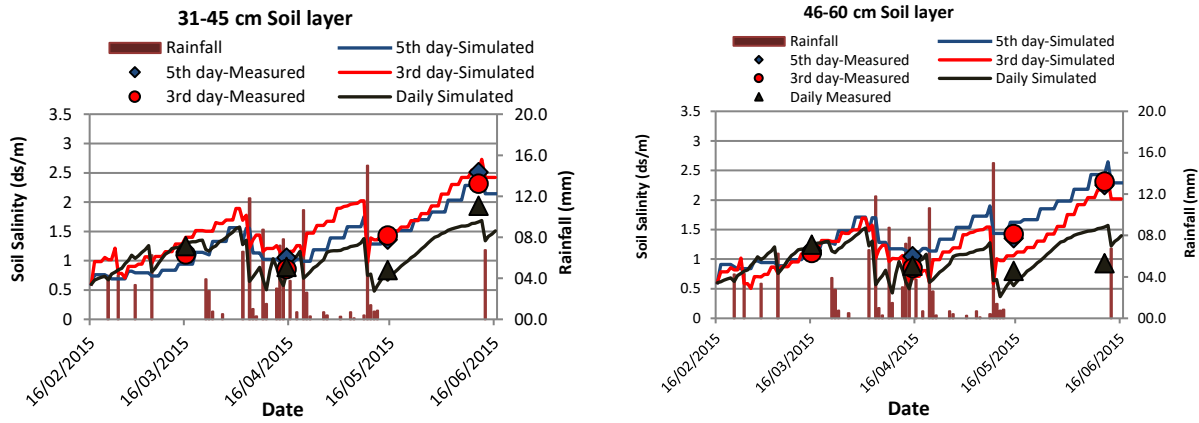 31-45 cm Soil layer
Rainfall
5th day-Simulated
5th day-Measured
3rd day-Simulated
3rd day-Measured
Daily Simulated
Soil Salinity (ds/m)
3.5
3
2.5
2
1.5
1
0.5
0
20.0
16.0
12.0
08.0
04.0
00.0
Rainfall (mm)
16/02/2015
16/03/2015
16/04/2015
16/05/2015
16/06/2015
Date
46-60 cm Soil layer
Rainfall
5th day-Simulated
5th day-Measured
3rd day-Simulated
3rd day-Measured
Daily Simulated
Daily Measured
Soil Salinity (ds/m)
3.5
3
2.5
2
1.5
1
0.5
0
20.0
16.0
12.0
08.0
04.0
00.0
Rainfall (mm)
16/02/2015
16/03/2015
16/04/2015
16/05/2015
16/06/2015
Date